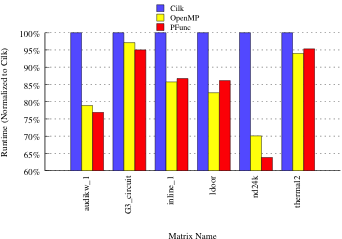 Cilk
OpenMP
PFunc
Runtime (Normalized to Cilk)
100%
95%
90%
85%
80%
75%
70%
65%
60%
audikw_1
G3_circuit
inline_1
ldoor
nd24k
thermal2
Matrix Name